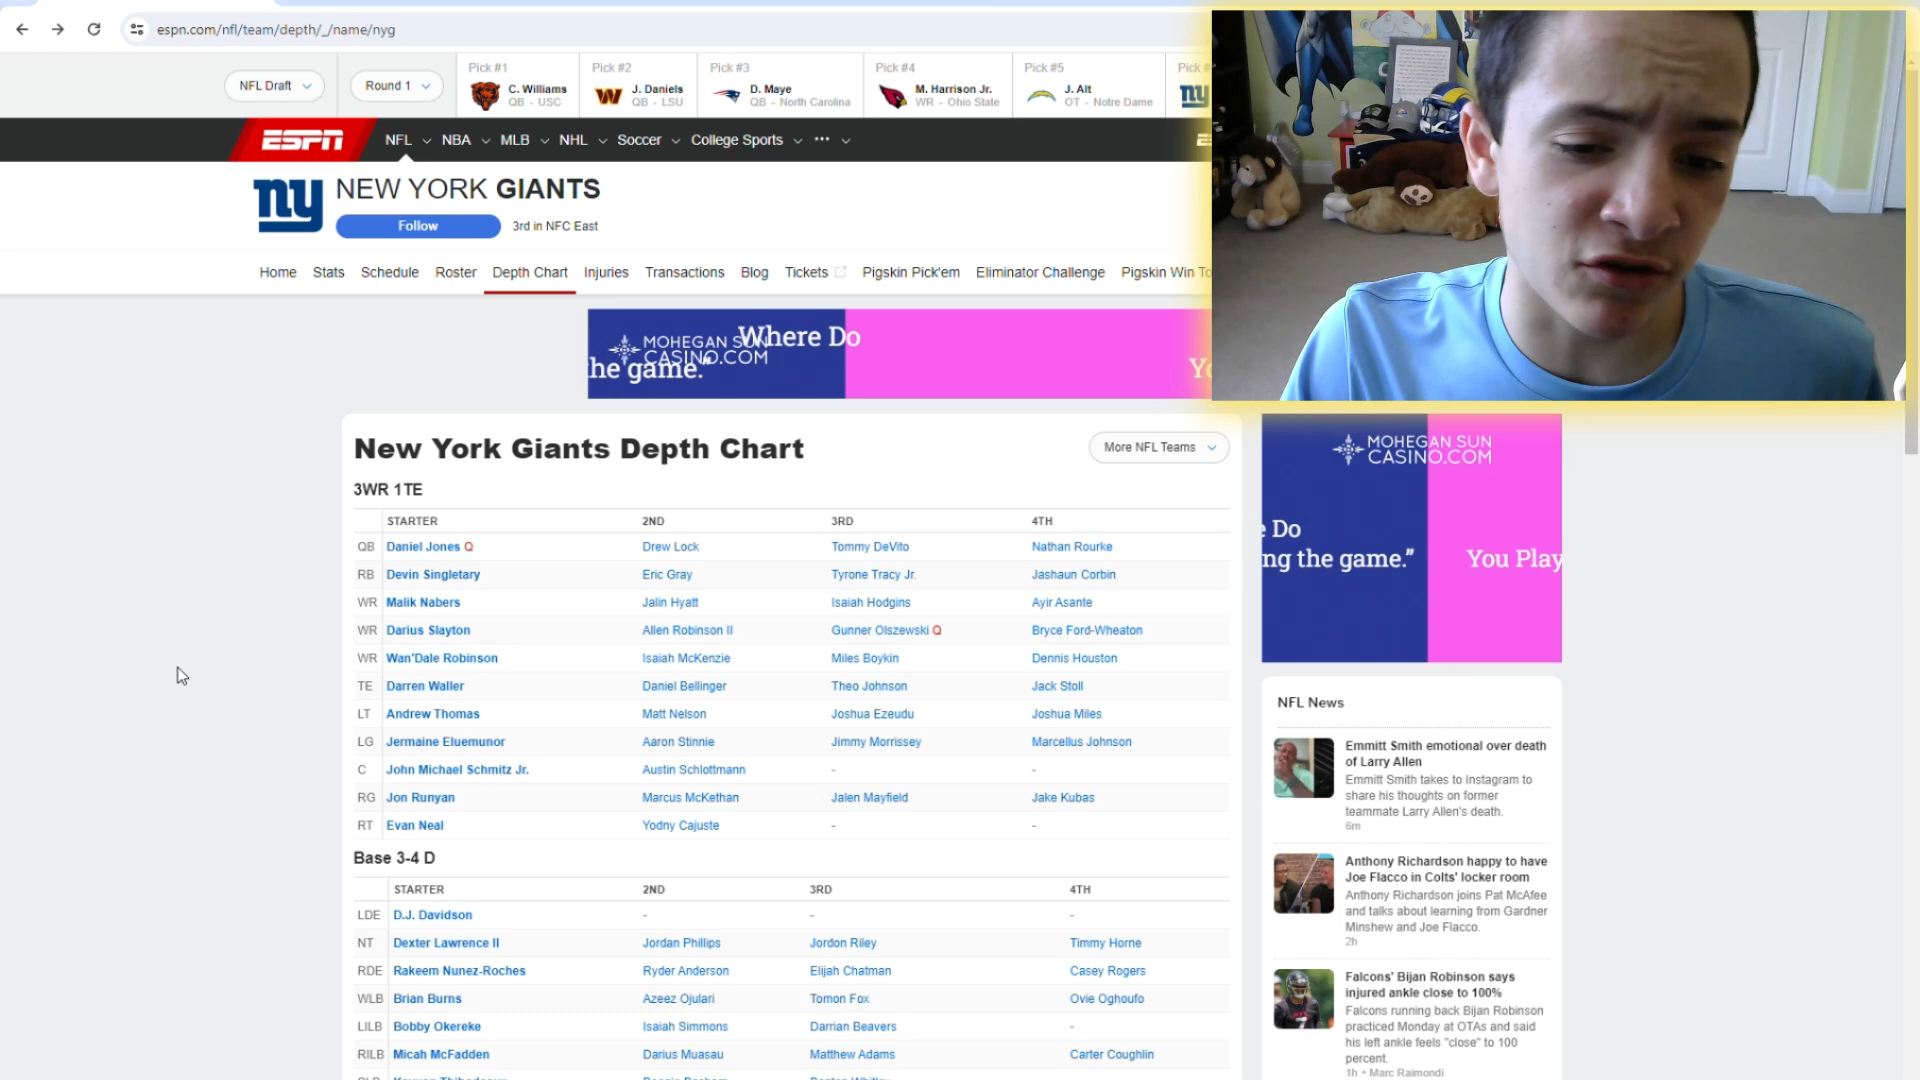 espn.com/nfl/team/depth/_/name/nyg
NFL Draft
Round 1
Pick #1
C. Williams
QB - USC
Pick #2
J. Daniels
QB - LSU
Pick #3
D. Maye
QB - North Carolina
Pick #4
M. Harrison Jr.
WR - Ohio State
Pick #5
J. Alt
OT - Notre Dame
Pick
ny
ESPN
NFL NBA MLB NHL Soccer College Sports
ny
NEW YORK GIANTS
Follow
3rd in NFC East
Home Stats Schedule Roster Depth Chart Injuries Transactions Blog Tickets Pigskin Pick'em Eliminator Challenge Pigskin Win To
MOHEGAN SUN
CASINO.COM
Where Do
he game."
Yo
New York Giants Depth Chart
More NFL Teams
3WR 1TE
STARTER 2ND 3RD 4TH
QB Daniel Jones Q Drew Lock Tommy DeVito Nathan Rourke
RB Devin Singletary Eric Gray Tyrone Tracy Jr. Jashaun Corbin
WR Malik Nabers Jalin Hyatt Isaiah Hodgins Ayir Asante
WR Darius Slayton Allen Robinson II Gunner Olszewski Q Bryce Ford-Wheaton
WR Wan'Dale Robinson Isaiah McKenzie Miles Boykin Dennis Houston
TE Darren Waller Daniel Bellinger Theo Johnson Jack Stoll
LT Andrew Thomas Matt Nelson Joshua Ezeudu Joshua Miles
LG Jermaine Eluemunor Aaron Stinnie Jimmy Morrissey Marcellus Johnson
C John Michael Schmitz Jr. Austin Schlottmann - -
RG Jon Runyan Marcus McKethan Jalen Mayfield Jake Kubas
RT Evan Neal Yodny Cajuste - -
Base 3-4 D
STARTER 2ND 3RD 4TH
LDE D.J. Davidson - - -
NT Dexter Lawrence II Jordan Phillips Jordon Riley Timmy Horne
RDE Rakeem Nunez-Roches Ryder Anderson Elijah Chatman Casey Rogers
WLB Brian Burns Azeez Ojulari Tomon Fox Ovie Oghoufo
LILB Bobby Okereke Isaiah Simmons Darrian Beavers -
RILB Micah McFadden Darius Muasau Matthew Adams Carter Coughlin
MOHEGAN SUN
CASINO.COM
e Do
ng the game."
You Play
NFL News
Emmitt Smith emotional over death
of Larry Allen
Emmitt Smith takes to Instagram to
share his thoughts on former
teammate Larry Allen's death.
6m
Anthony Richardson happy to have
Joe Flacco in Colts' locker room
Anthony Richardson joins Pat McAfee
and talks about learning from Gardner
Minshew and Joe Flacco.
2h
Falcons' Bijan Robinson says
injured ankle close to 100%
Falcons running back Bijan Robinson
practiced Monday at OTAs and said
his left ankle feels "close" to 100
percent.
1h • Marc Raimondi